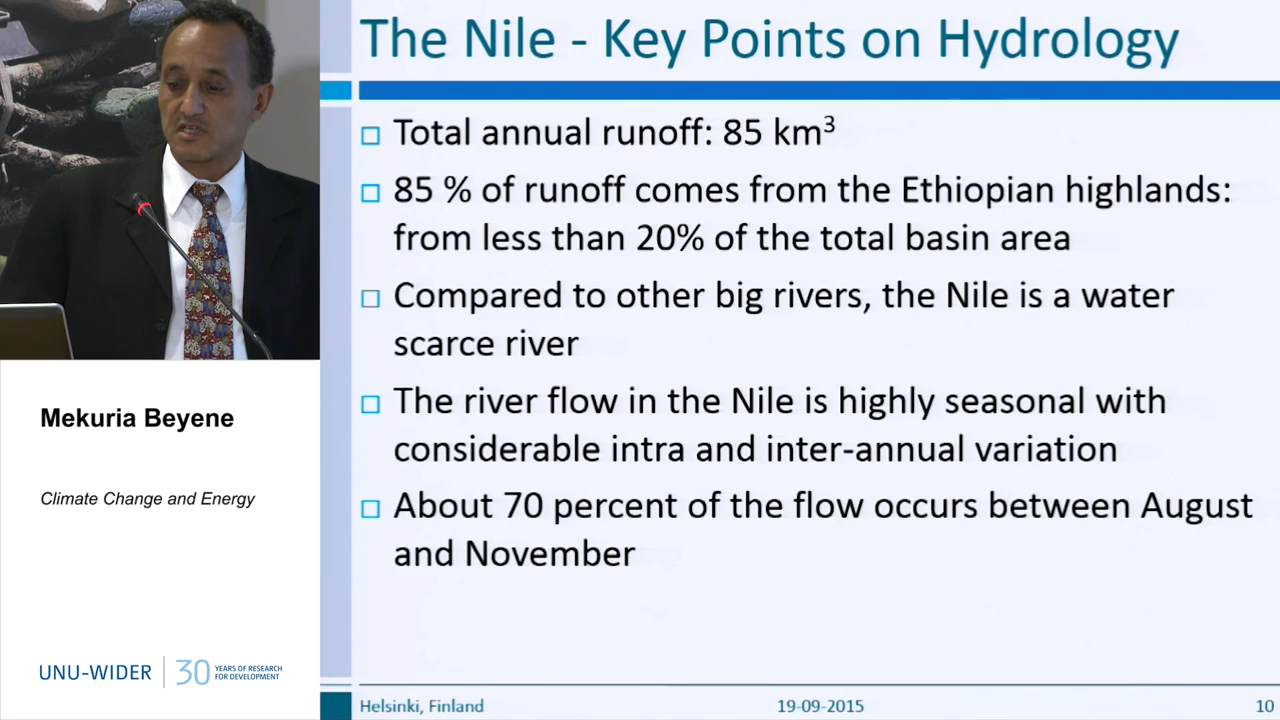 The Nile - Key Points on Hydrology
Total annual runoff: 85 km³
85 % of runoff comes from the Ethiopian highlands:
from less than 20% of the total basin area
Compared to other big rivers, the Nile is a water
scarce river
The river flow in the Nile is highly seasonal with
considerable intra and inter-annual variation
About 70 percent of the flow occurs between August
and November
Mekuria Beyene
Climate Change and Energy
UNU-WIDER
30 YEARS OF RESEARCH
FOR DEVELOPMENT
Helsinki, Finland 19-09-2015 10